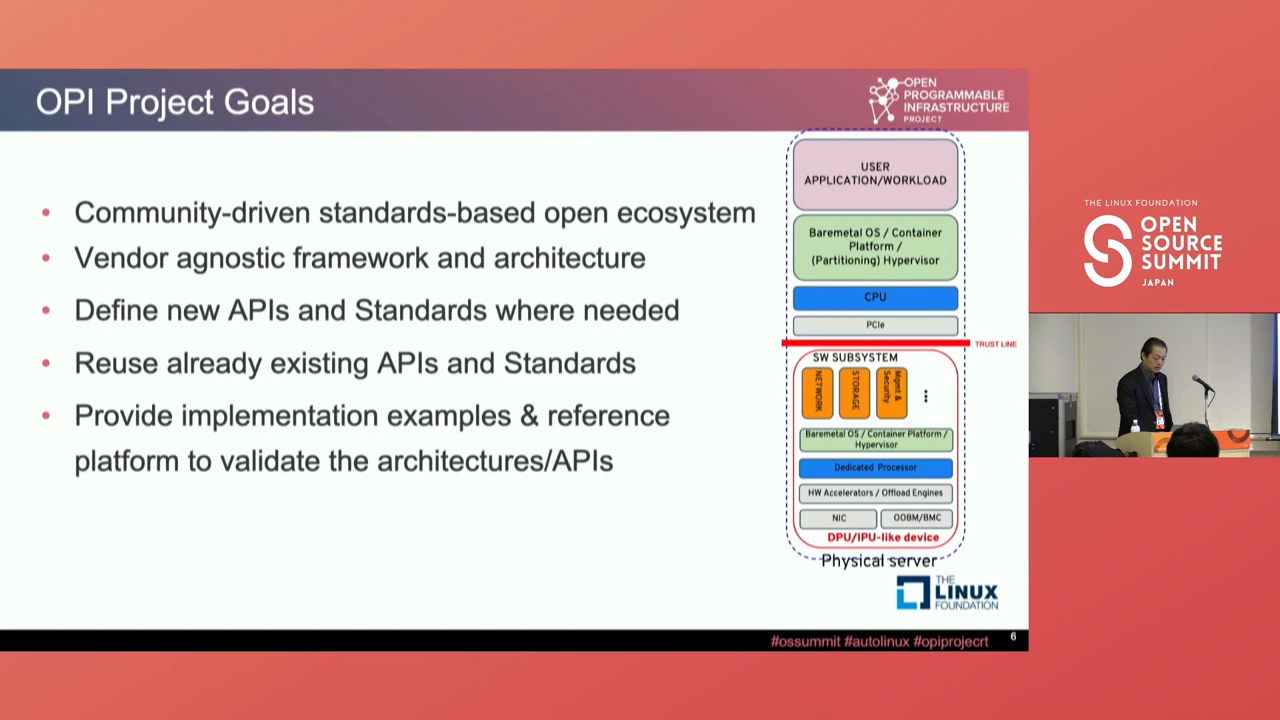 OPI Project Goals
OPEN
PROGRAMMABLE
INFRASTRUCTURE
PROJECT
• Community-driven standards-based open ecosystem
• Vendor agnostic framework and architecture
• Define new APIs and Standards where needed
• Reuse already existing APIs and Standards
• Provide implementation examples & reference
platform to validate the architectures/APIs
USER
APPLICATION/WORKLOAD
Baremetal OS / Container
Platform /
(Partitioning) Hypervisor
CPU
PCIe
TRUST LINE
SW SUBSYSTEM
NETWORK
STORAGE
Mgmt &
Security
...
Baremetal OS / Container Platform /
Hypervisor
Dedicated Processor
HW Accelerators / Offload Engines
NIC
OOBM/BMC
DPU/IPU-like device
Physical server
THE
LINUX
FOUNDATION
#ossummit #autolinux #opiprojecrt
6
THE LINUX FOUNDATION
OPEN
SOURCE
SUMMIT
JAPAN